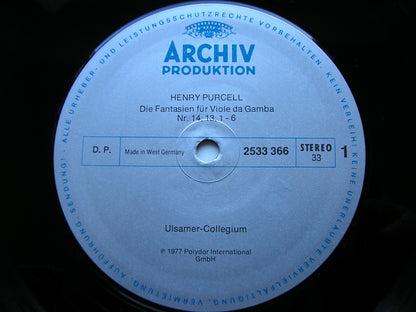 ALLE URHEBER- UND LEISTUNGSSCHUTZRECHTE VORBEHALTEN · KEIN VERLEIH! KEINE UNERLAUBTE VERVIELFÄLTIGUNG, VERMIETUNG, AUFFÜHRUNG, SENDUNG! ·
ARCHIV
PRODUKTION
HENRY PURCELL
Die Fantasien für Viole da Gamba
Nr. 14, 13, 1 - 6
D. P. Made in West Germany 2533 366 STEREO 33 1
Ulsamer-Collegium
℗ 1977 Polydor International
GmbH